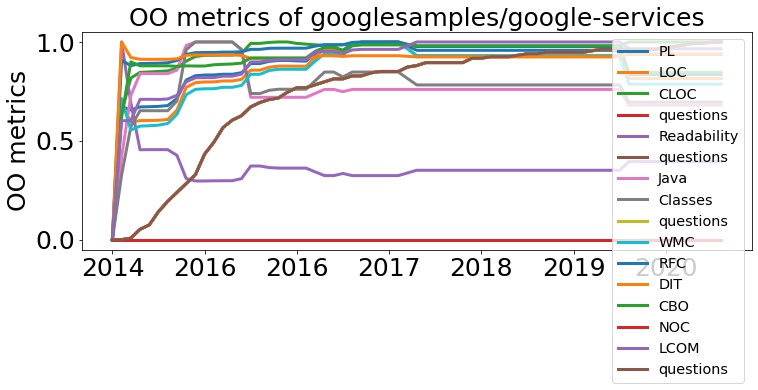 OO metrics of googlesamples/google-services
OO metrics
1.0
0.5
0.0
2014 2016 2016 2017 2018 2019 2020
PL
LOC
CLOC
questions
Readability
questions
Java
Classes
questions
WMC
RFC
DIT
CBO
NOC
LCOM
questions